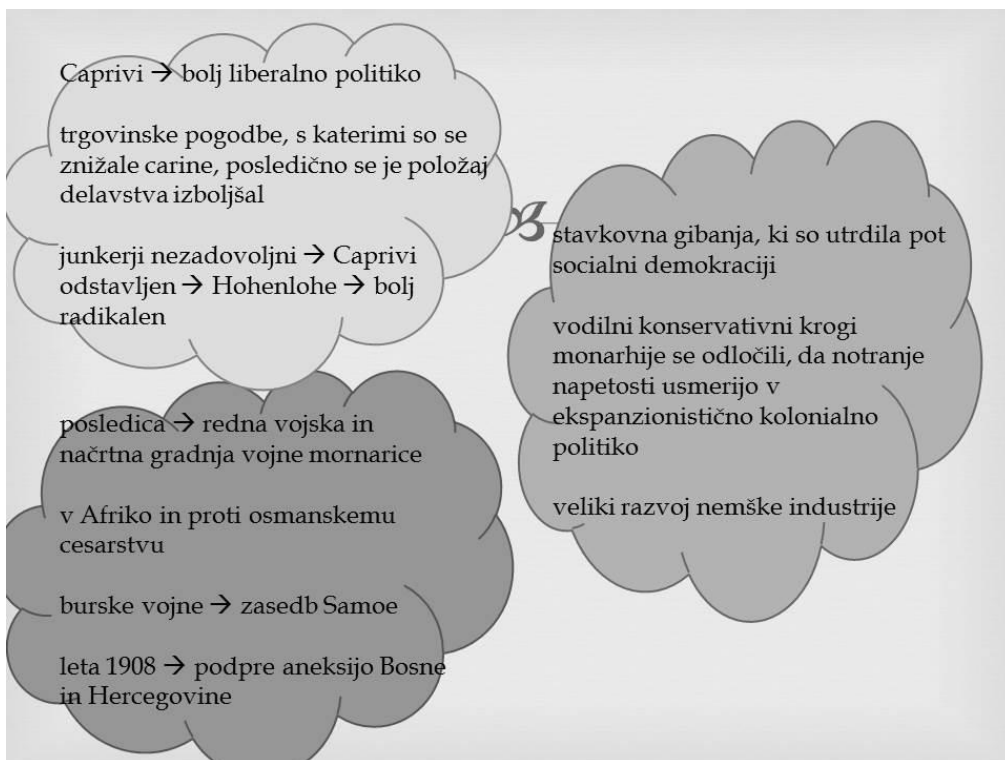 Caprivi → bolj liberalno politiko
trgovinske pogodbe, s katerimi so se
znižale carine, posledično se je položaj
delavstva izboljšal
junkerji nezadovoljni → Caprivi
odstavljen → Hohenlohe → bolj
radikalen
stavkovna gibanja, ki so utrdila pot
socialni demokraciji
vodilni konservativni krogi
monarhije se odločili, da notranje
napetosti usmerijo v
ekspanzionistično kolonialno
politiko
veliki razvoj nemške industrije
posledica → redna vojska in
načrtna gradnja vojne mornarice
v Afriko in proti osmanskemu
cesarstvu
burske vojne → zasedb Samoe
leta 1908 → podpre aneksijo Bosne
in Hercegovine